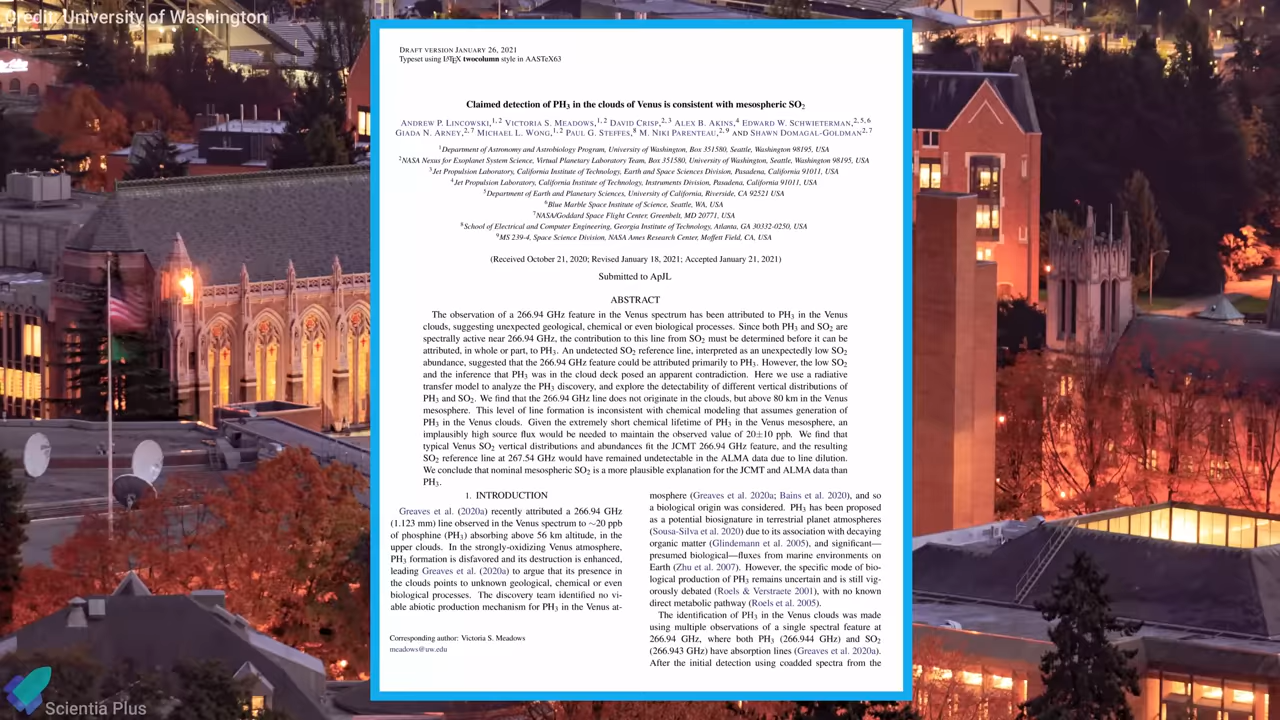 Credit: University of Washington
DRAFT VERSION JANUARY 26, 2021
Typeset using LATEX twocolumn style in AASTeX63
Claimed detection of PH3 in the clouds of Venus is consistent with mesospheric SO2
ANDREW P. LINCOWSKI,1, 2 VICTORIA S. MEADOWS,1, 2 DAVID CRISP,2, 3 ALEX B. AKINS,4 EDWARD W. SCHWIETERMAN,2, 5, 6
GIADA N. ARNEY,2, 7 MICHAEL L. WONG,1, 2 PAUL G. STEFFES,8 M. NIKI PARENTEAU,2, 9 AND SHAWN DOMAGAL-GOLDMAN2, 7
1Department of Astronomy and Astrobiology Program, University of Washington, Box 351580, Seattle, Washington 98195, USA
2NASA Nexus for Exoplanet System Science, Virtual Planetary Laboratory Team, Box 351580, University of Washington, Seattle, Washington 98195, USA
3Jet Propulsion Laboratory, California Institute of Technology, Earth and Space Sciences Division, Pasadena, California 91011, USA
4Jet Propulsion Laboratory, California Institute of Technology, Instruments Division, Pasadena, California 91011, USA
5Department of Earth and Planetary Sciences, University of California, Riverside, CA 92521 USA
6Blue Marble Space Institute of Science, Seattle, WA, USA
7NASA/Goddard Space Flight Center, Greenbelt, MD 20771, USA
8School of Electrical and Computer Engineering, Georgia Institute of Technology, Atlanta, GA 30332-0250, USA
9MS 239-4, Space Science Division, NASA Ames Research Center, Moffett Field, CA, USA
(Received October 21, 2020; Revised January 18, 2021; Accepted January 21, 2021)
Submitted to ApJL
ABSTRACT
The observation of a 266.94 GHz feature in the Venus spectrum has been attributed to PH3 in the Venus
clouds, suggesting unexpected geological, chemical or even biological processes. Since both PH3 and SO2 are
spectrally active near 266.94 GHz, the contribution to this line from SO2 must be determined before it can be
attributed, in whole or part, to PH3. An undetected SO2 reference line, interpreted as an unexpectedly low SO2
abundance, suggested that the 266.94 GHz feature could be attributed primarily to PH3. However, the low SO2
and the inference that PH3 was in the cloud deck posed an apparent contradiction. Here we use a radiative
transfer model to analyze the PH3 discovery, and explore the detectability of different vertical distributions of
PH3 and SO2. We find that the 266.94 GHz line does not originate in the clouds, but above 80 km in the Venus
mesosphere. This level of line formation is inconsistent with chemical modeling that assumes generation of
PH3 in the Venus clouds. Given the extremely short chemical lifetime of PH3 in the Venus mesosphere, an
implausibly high source flux would be needed to maintain the observed value of 20±10 ppb. We find that
typical Venus SO2 vertical distributions and abundances fit the JCMT 266.94 GHz feature, and the resulting
SO2 reference line at 267.54 GHz would have remained undetectable in the ALMA data due to line dilution.
We conclude that nominal mesospheric SO2 is a more plausible explanation for the JCMT and ALMA data than
PH3.
1. INTRODUCTION
Greaves et al. (2020a) recently attributed a 266.94 GHz
(1.123 mm) line observed in the Venus spectrum to ∼20 ppb
of phosphine (PH3) absorbing above 56 km altitude, in the
upper clouds. In the strongly-oxidizing Venus atmosphere,
PH3 formation is disfavored and its destruction is enhanced,
leading Greaves et al. (2020a) to argue that its presence in
the clouds points to unknown geological, chemical or even
biological processes. The discovery team identified no vi-
able abiotic production mechanism for PH3 in the Venus at-
Corresponding author: Victoria S. Meadows
meadows@uw.edu
mosphere (Greaves et al. 2020a; Bains et al. 2020), and so
a biological origin was considered. PH3 has been proposed
as a potential biosignature in terrestrial planet atmospheres
(Sousa-Silva et al. 2020) due to its association with decaying
organic matter (Glindemann et al. 2005), and significant—
presumed biological—fluxes from marine environments on
Earth (Zhu et al. 2007). However, the specific mode of bio-
logical production of PH3 remains uncertain and is still vig-
orously debated (Roels & Verstraete 2001), with no known
direct metabolic pathway (Roels et al. 2005).
The identification of PH3 in the Venus clouds was made
using multiple observations of a single spectral feature at
266.94 GHz, where both PH3 (266.944 GHz) and SO2
(266.943 GHz) have absorption lines (Greaves et al. 2020a).
After the initial detection using coadded spectra from the
Scientia Plus